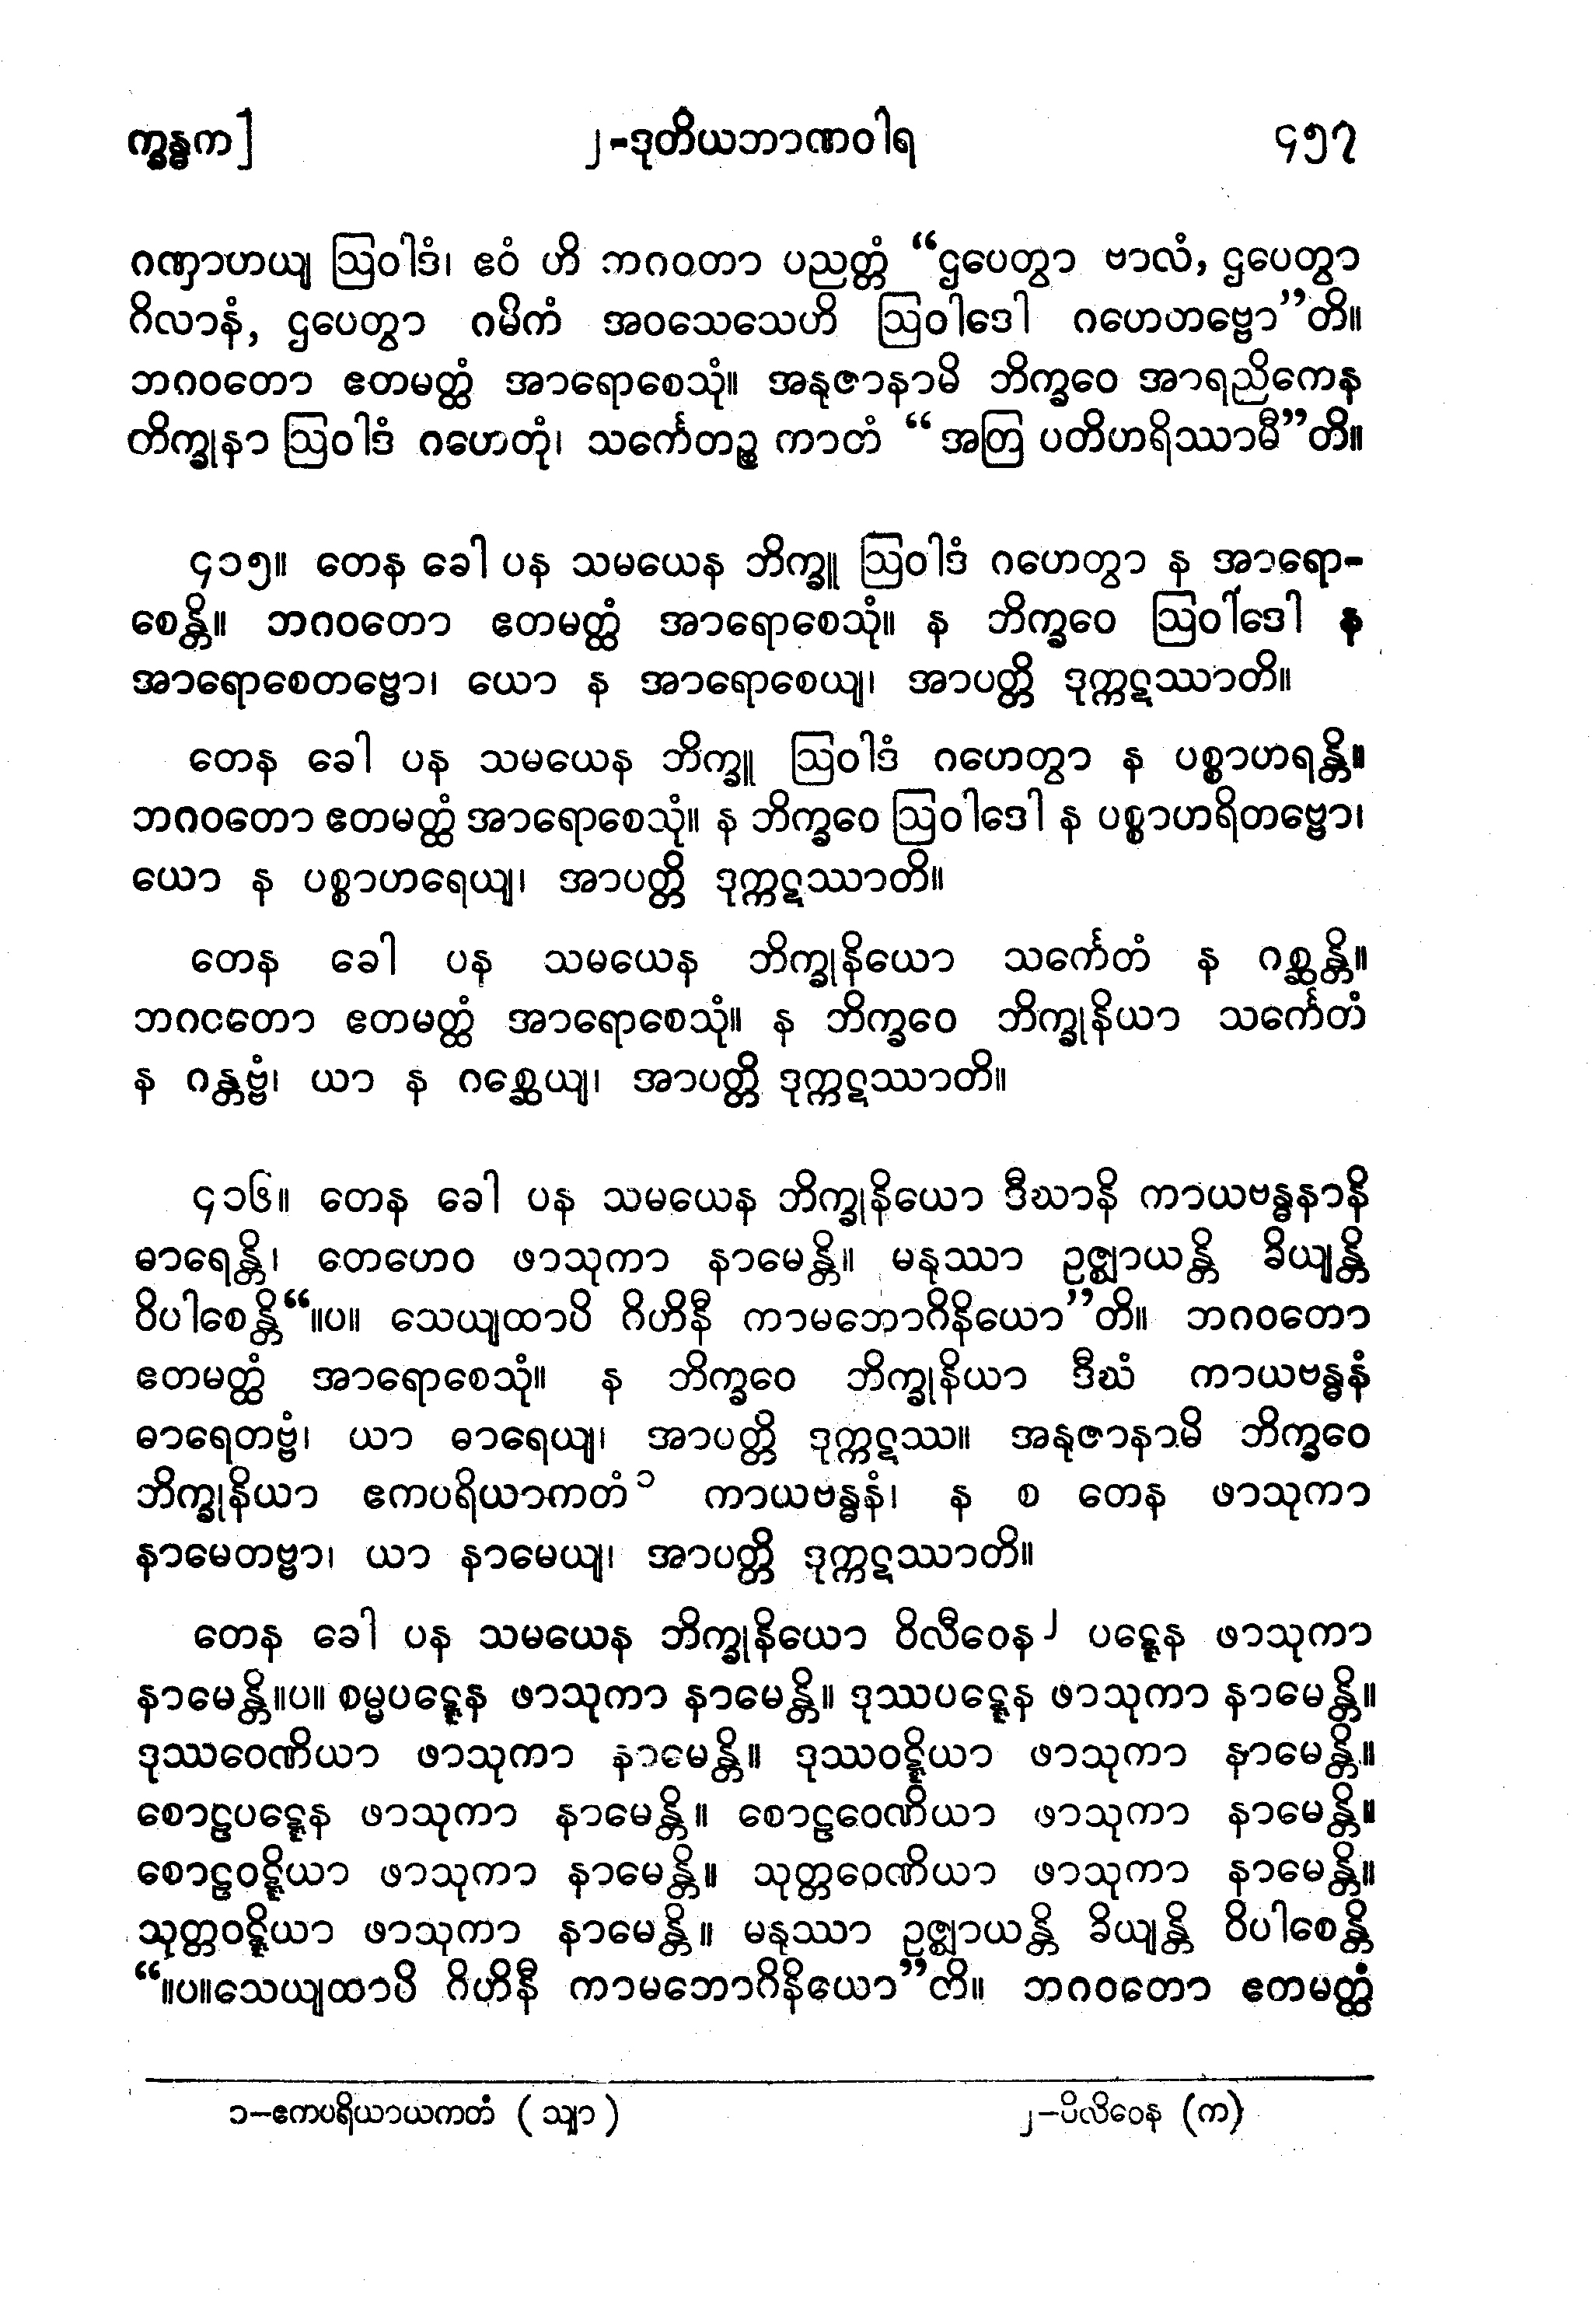 က္ခန္ဓက]
၂-ဒုတိယဘာဏဝါရ
၄၅၇
ဂဏှာဟယျ ဩဝါဒံ၊ ဧဝံ ဟိ ဘဂဝတာ ပညတ္တံ “ဌပေတွာ ဗာလံ, ဌပေတွာ
ဂိလာနံ, ဌပေတွာ ဂမိကံ အဝသေသေဟိ ဩဝါဒေါ ဂဟေတဗ္ဗော”တိ။
ဘဂဝတော ဧတမတ္ထံ အာရောစေသုံ။ အနုဇာနာမိ ဘိက္ခဝေ အာရညိကေန
ဘိက္ခုနာ ဩဝါဒံ ဂဟေတုံ၊ သင်္ကေတဉ္စ ကာတံ “အတြ ပတိဟရိဿာမီ”တိ။
၄၁၅။ တေန ခေါ ပန သမယေန ဘိက္ခူ ဩဝါဒံ ဂဟေတွာ န အာရော-
စေန္တိ။ ဘဂဝတော ဧတမတ္ထံ အာရောစေသုံ။ န ဘိက္ခဝေ ဩဝါဒေါ န
အာရောစေတဗ္ဗော၊ ယော န အာရောစေယျ၊ အာပတ္တိ ဒုက္ကဋဿာတိ။
တေန ခေါ ပန သမယေန ဘိက္ခူ ဩဝါဒံ ဂဟေတွာ န ပစ္စာဟရန္တိ။
ဘဂဝတော ဧတမတ္ထံ အာရောစေသုံ။ န ဘိက္ခဝေ ဩဝါဒေါ န ပစ္စာဟရိတဗ္ဗော၊
ယော န ပစ္စာဟရေယျ၊ အာပတ္တိ ဒုက္ကဋဿာတိ။
တေန ခေါ ပန သမယေန ဘိက္ခုနိယော သင်္ကေတံ န ဂစ္ဆန္တိ။
ဘဂဝတော ဧတမတ္ထံ အာရောစေသုံ။ န ဘိက္ခဝေ ဘိက္ခုနိယာ သင်္ကေတံ
န ဂန္တဗ္ဗံ၊ ယာ န ဂစ္ဆေယျ၊ အာပတ္တိ ဒုက္ကဋဿာတိ။
၄၁၆။ တေန ခေါ ပန သမယေန ဘိက္ခုနိယော ဒီဃာနိ ကာယဗန္ဓနာနိ
ဓာရေန္တိ၊ တေဟေဝ ဖာသုကာ နာမေန္တိ။ မနုဿာ ဥဇ္ဈာယန္တိ ခိယျန္တိ
ဝိပါစေန္တိ“။ပ။ သေယျထာပိ ဂိဟိနီ ကာမဘောဂိနိယော”တိ။ ဘဂဝတော
ဧတမတ္ထံ အာရောစေသုံ။ န ဘိက္ခဝေ ဘိက္ခုနိယာ ဒီဃံ ကာယဗန္ဓနံ
ဓာရေတဗ္ဗံ၊ ယာ ဓာရေယျ၊ အာပတ္တိ ဒုက္ကဋဿ။ အနုဇာနာမိ ဘိက္ခဝေ
ဘိက္ခုနိယာ ဧကပရိယာကတံ၁ ကာယဗန္ဓနံ၊ န စ တေန ဖာသုကာ
နာမေတဗ္ဗာ၊ ယာ နာမေယျ၊ အာပတ္တိ ဒုက္ကဋဿာတိ။
တေန ခေါ ပန သမယေန ဘိက္ခုနိယော ဝိလီဝေန၂ ပဋ္ဋေန ဖာသုကာ
နာမေန္တိ။ပ။ စမ္မပဋ္ဋေန ဖာသုကာ နာမေန္တိ။ ဒုဿပဋ္ဋေန ဖာသုကာ နာမေန္တိ။
ဒုဿဝေဏိယာ ဖာသုကာ နာမေန္တိ။ ဒုဿဝဋ္ဋိယာ ဖာသုကာ နာမေန္တိ။
စောဠပဋ္ဋေန ဖာသုကာ နာမေန္တိ။ စောဠဝေဏိယာ ဖာသုကာ နာမေန္တိ။
စောဠဝဋ္ဋိယာ ဖာသုကာ နာမေန္တိ။ သုတ္တဝေဏိယာ ဖာသုကာ နာမေန္တိ။
သုတ္တဝဋ္ဋိယာ ဖာသုကာ နာမေန္တိ။ မနုဿာ ဥဇ္ဈာယန္တိ ခိယျန္တိ ဝိပါစေန္တိ
“။ပ။သေယျထာပိ ဂိဟိနီ ကာမဘောဂိနိယော”တိ။ ဘဂဝတော ဧတမတ္ထံ
၁-ဧကပရိယာယကတံ (သျာ)
၂-ပိလိဝေန (က)